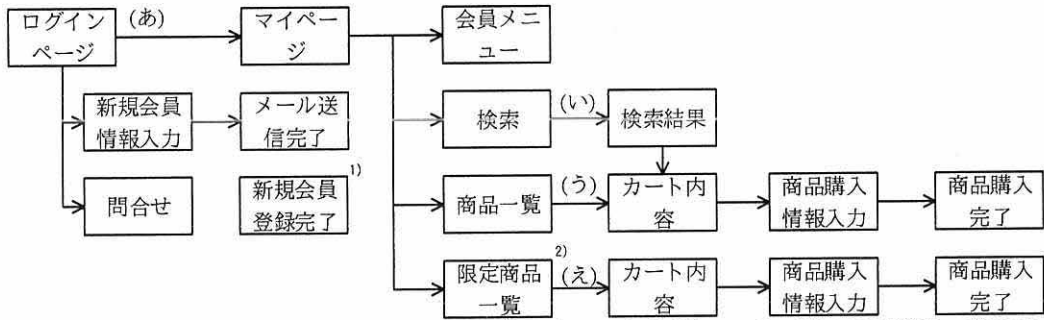 ログイン
ページ
(あ)
マイペー
ジ
会員メニ
ュー
新規会員
情報入力
メール送
信完了
検索
(い)
検索結果
問合せ
新規会員
登録完了
1)
商品一覧
(う)
カート内
容
商品購入
情報入力
商品購入
完了
限定商品
一覧
2)
(え)
カート内
容
商品購入
情報入力
商品購入
完了